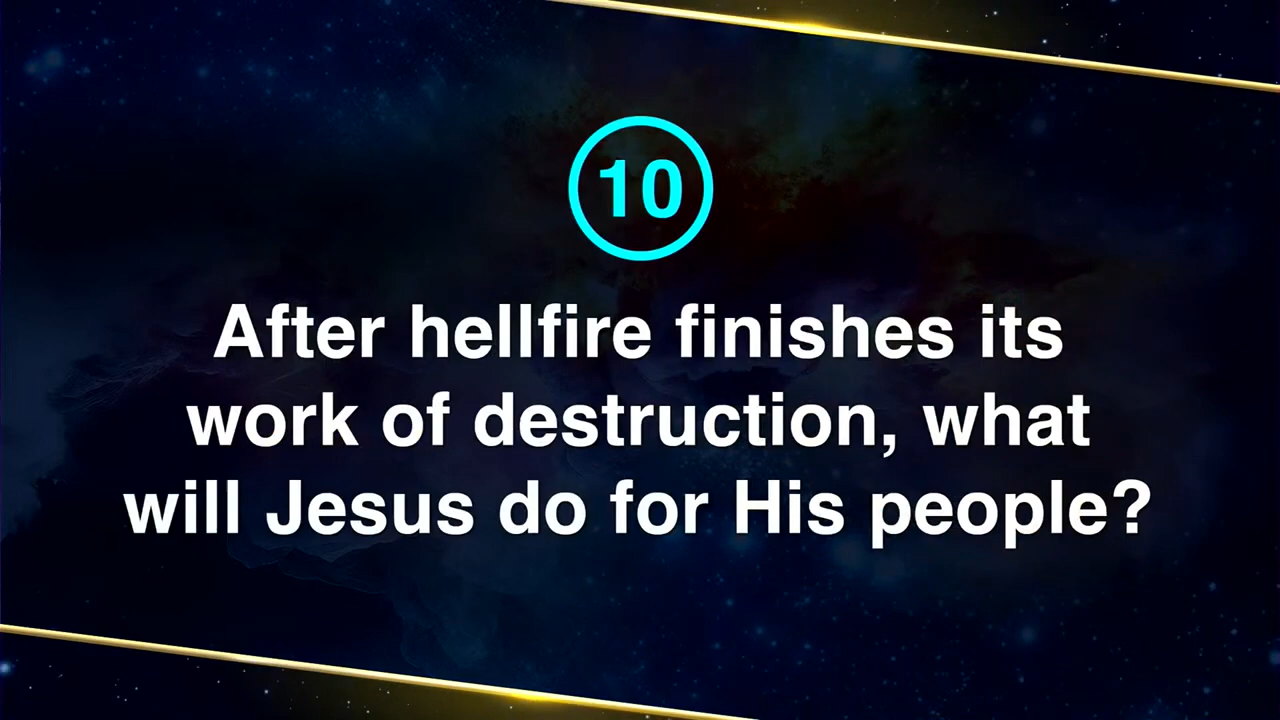 10
After hellfire finishes its
work of destruction, what
will Jesus do for His people?